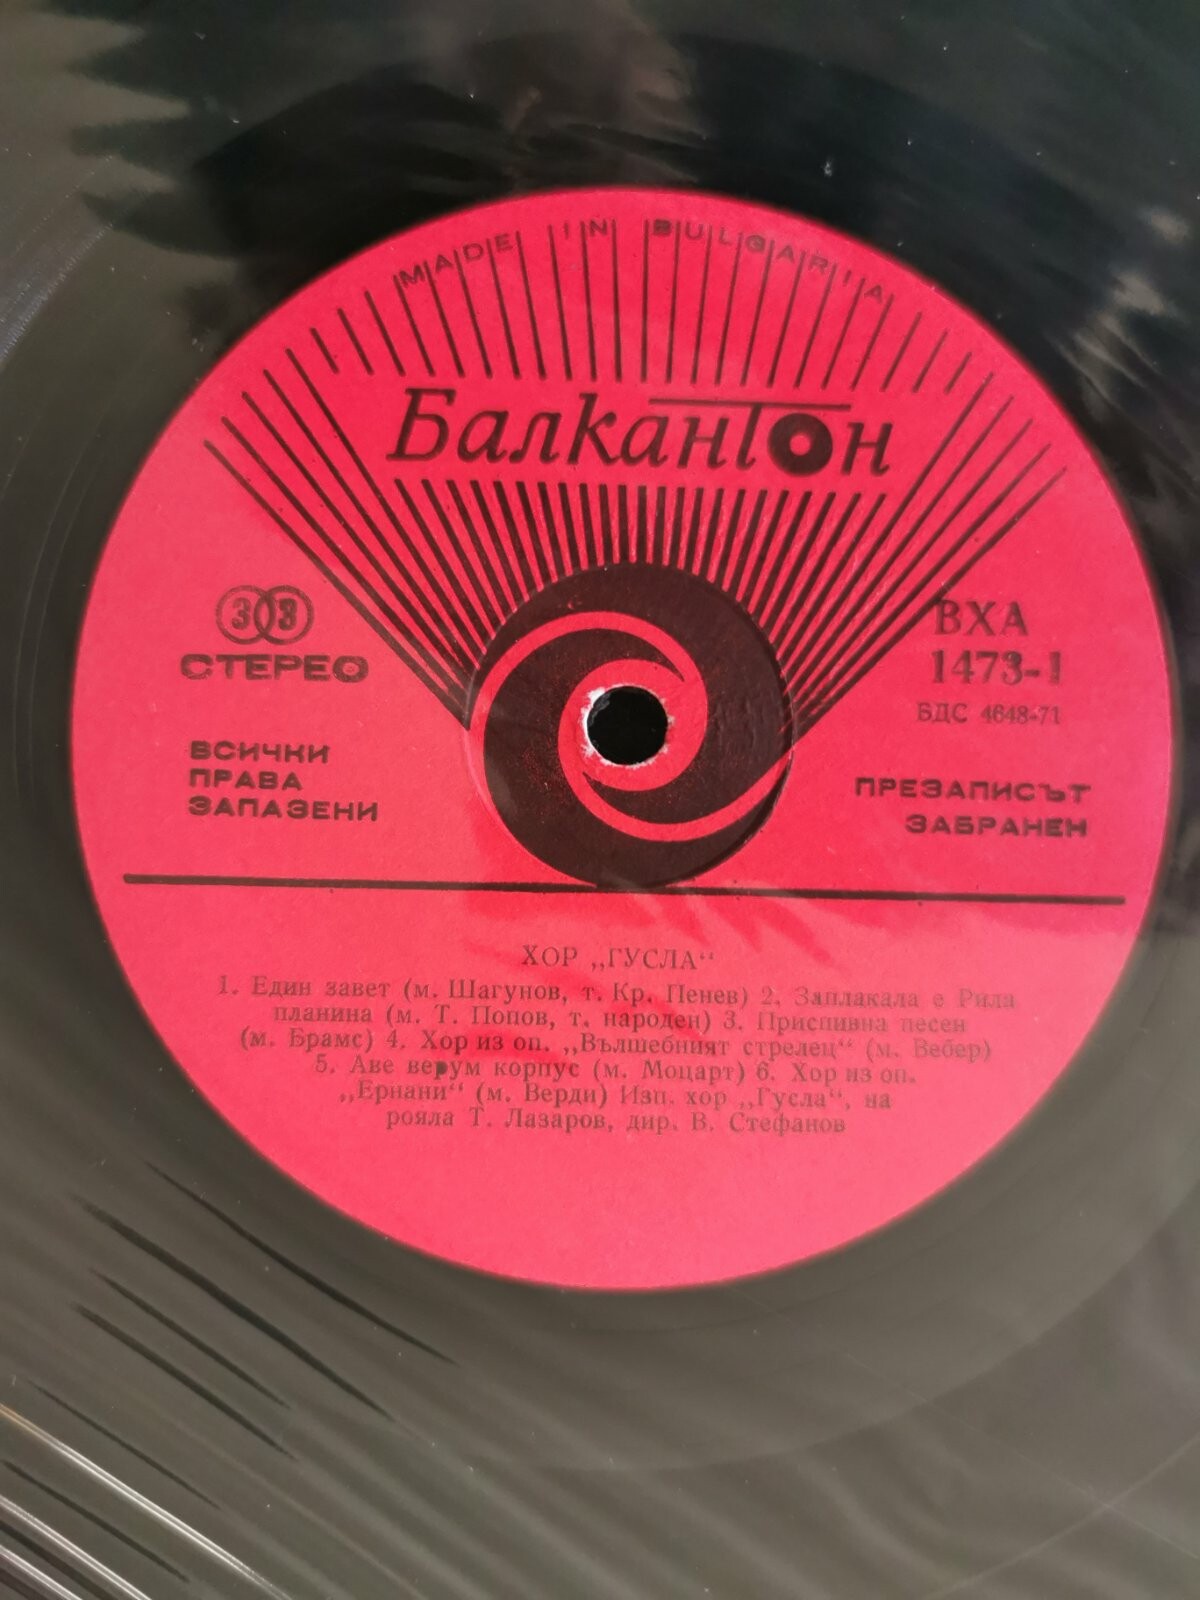 MADE IN BULGARIA
Балкантон
33
СТЕРЕО
ВСИЧКИ
ПРАВА
ЗАПАЗЕНИ
ВХА
1473-1
БДС 4648-71
ПРЕЗАПИСЪТ
ЗАБРАНЕН
ХОР „ГУСЛА“
1. Един завет (м. Шагунов, т. Кр. Пенев) 2. Заплакала е Рила
планина (м. Т. Попов, т. народен) 3. Приспивна песен
(м. Брамс) 4. Хор из оп. „Вълшебният стрелец“ (м. Вебер)
5. Аве верум корпус (м. Моцарт) 6. Хор из оп.
„Ернани“ (м. Верди) Изп. хор „Гусла“, на
рояла Т. Лазаров, дир. В. Стефанов